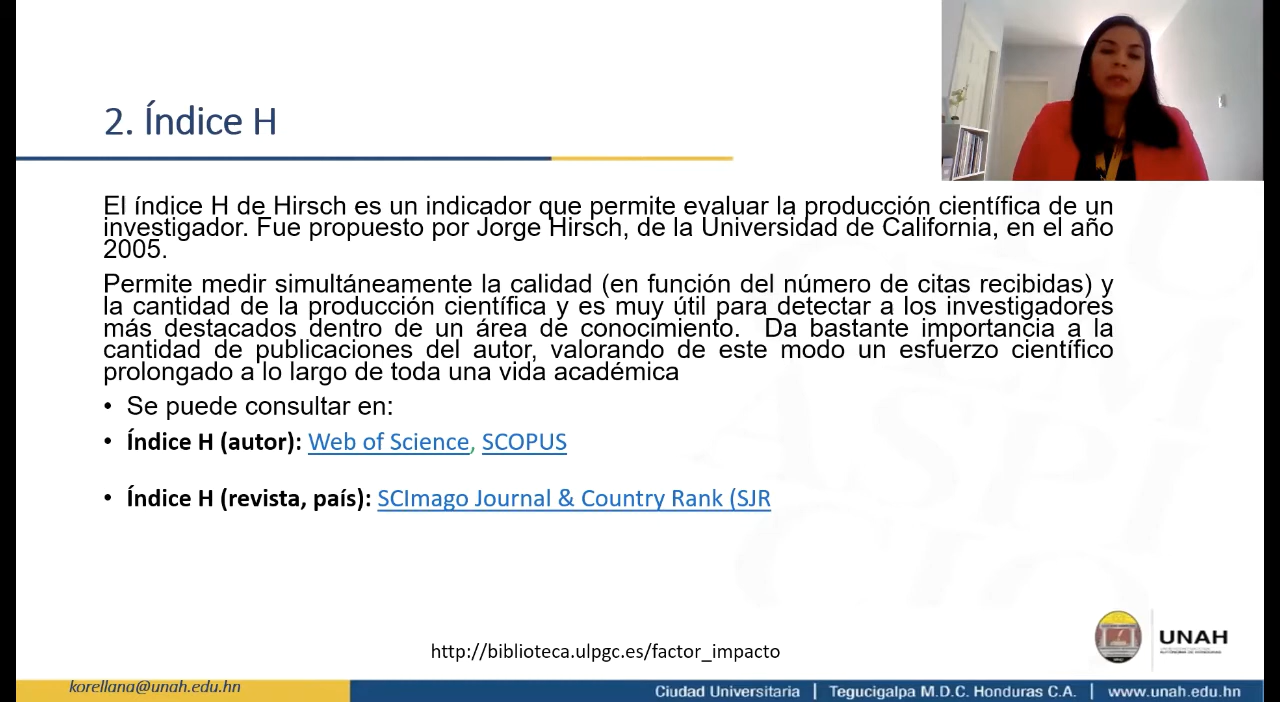 2. Índice H
El índice H de Hirsch es un indicador que permite evaluar la producción científica de un
investigador. Fue propuesto por Jorge Hirsch, de la Universidad de California, en el año
2005.
Permite medir simultáneamente la calidad (en función del número de citas recibidas) y
la cantidad de la producción científica y es muy útil para detectar a los investigadores
más destacados dentro de un área de conocimiento. Da bastante importancia a la
cantidad de publicaciones del autor, valorando de este modo un esfuerzo científico
prolongado a lo largo de toda una vida académica
• Se puede consultar en:
• Índice H (autor): Web of Science, SCOPUS
• Índice H (revista, país): SCImago Journal & Country Rank (SJR
http://biblioteca.ulpgc.es/factor_impacto
UNAH
korellana@unah.edu.hn
Ciudad Universitaria | Tegucigalpa M.D.C. Honduras C.A. | www.unah.edu.hn